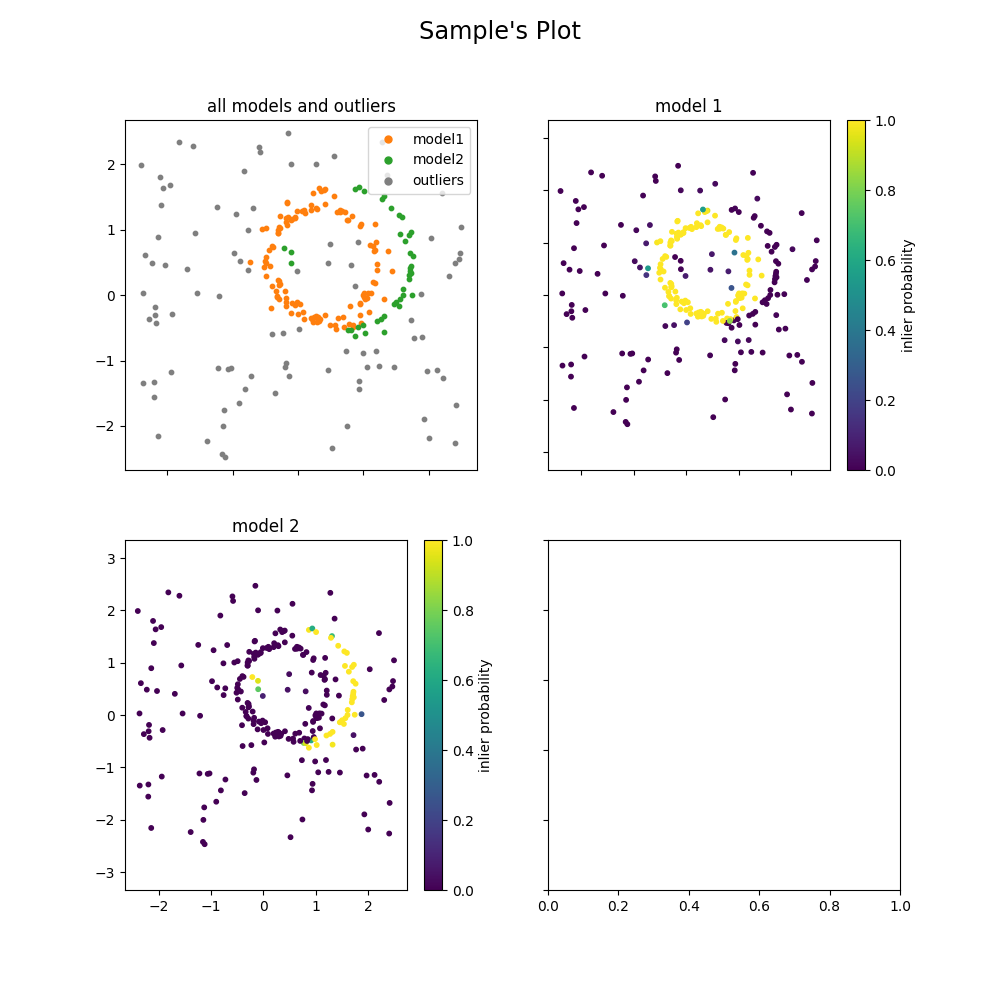 Sample's Plot
all models and outliers
model1
model2
outliers
2
1
0
−1
−2
model 1
1.0
0.8
0.6
0.4
0.2
0.0
inlier probability
model 2
3
2
1
0
−1
−2
−3
−2 −1 0 1 2
1.0
0.8
0.6
0.4
0.2
0.0
inlier probability
0.0 0.2 0.4 0.6 0.8 1.0